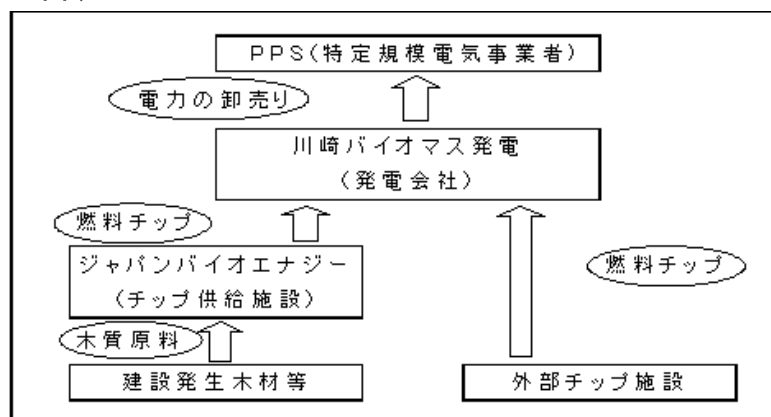 PPS(特定規模電気事業者)
電力の卸売り
川崎バイオマス発電
(発電会社)
燃料チップ
ジャパンバイオエナジー
(チップ供給施設)
燃料チップ
木質原料
建設発生木材等
外部チップ施設